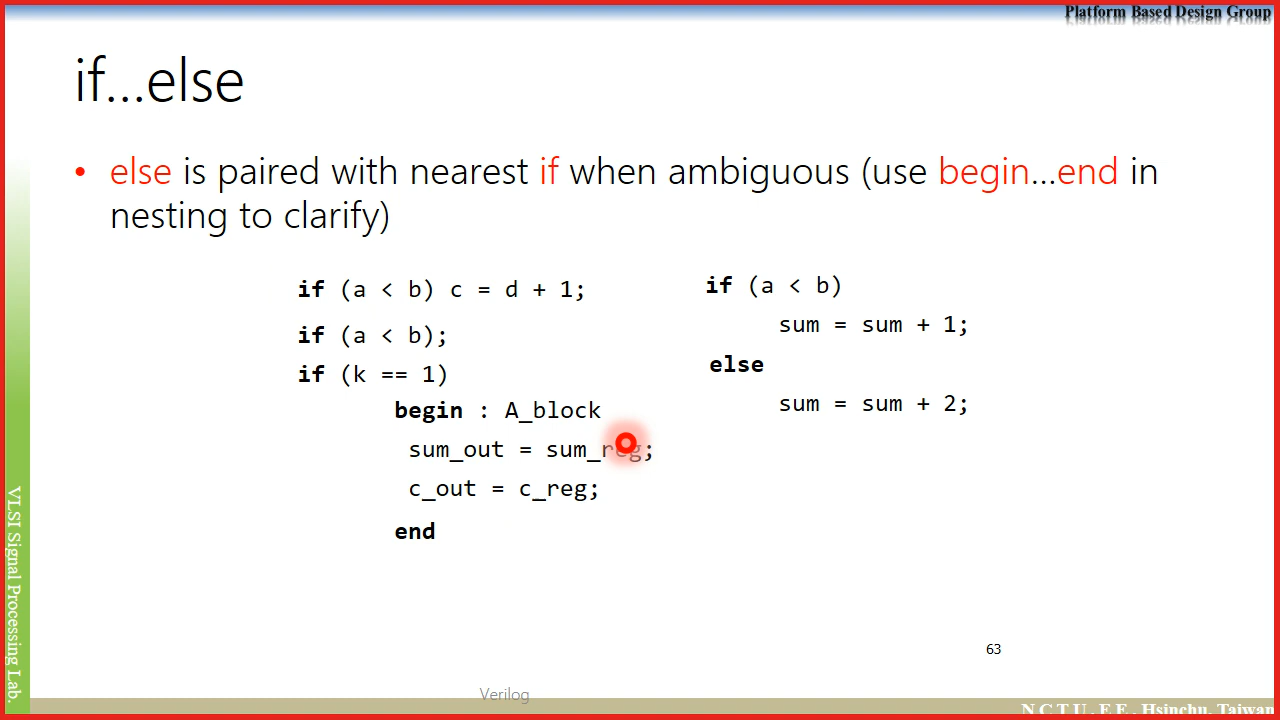 Platform Based Design Group
if...else
• else is paired with nearest if when ambiguous (use begin...end in
nesting to clarify)
if (a < b) c = d + 1;
if (a < b);
if (k == 1)
begin : A_block
sum_out = sum_reg;
c_out = c_reg;
end
if (a < b)
sum = sum + 1;
else
sum = sum + 2;
63
Verilog
VLSI Signal Processing Lab.
N C T U. E E. Hsinchu, Taiwan